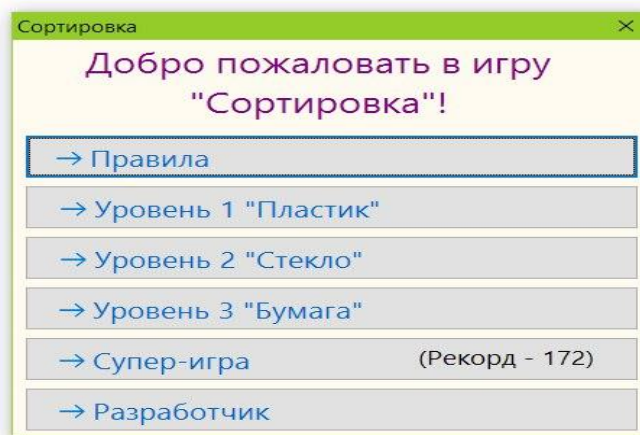 Сортировка
Добро пожаловать в игру
"Сортировка"!
→ Правила
→ Уровень 1 "Пластик"
→ Уровень 2 "Стекло"
→ Уровень 3 "Бумага"
→ Супер-игра (Рекорд - 172)
→ Разработчик